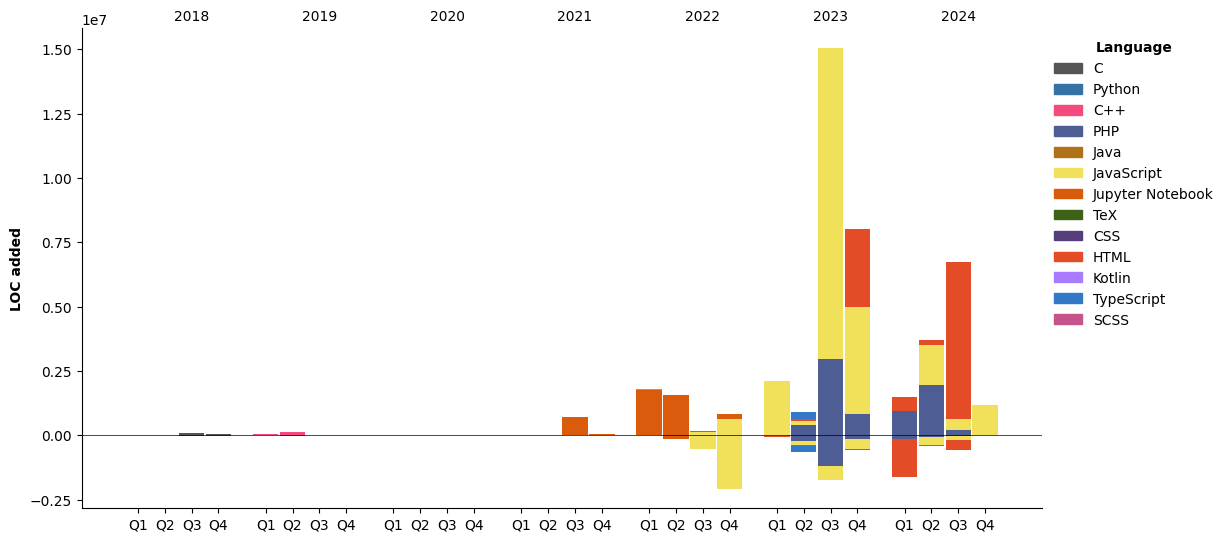 2018 2019 2020 2021 2022 2023 2024
1e7
1.50
1.25
1.00
0.75
0.50
0.25
0.00
−0.25
LOC added
Q1 Q2 Q3 Q4 Q1 Q2 Q3 Q4 Q1 Q2 Q3 Q4 Q1 Q2 Q3 Q4 Q1 Q2 Q3 Q4 Q1 Q2 Q3 Q4 Q1 Q2 Q3 Q4
Language
C
Python
C++
PHP
Java
JavaScript
Jupyter Notebook
TeX
CSS
HTML
Kotlin
TypeScript
SCSS